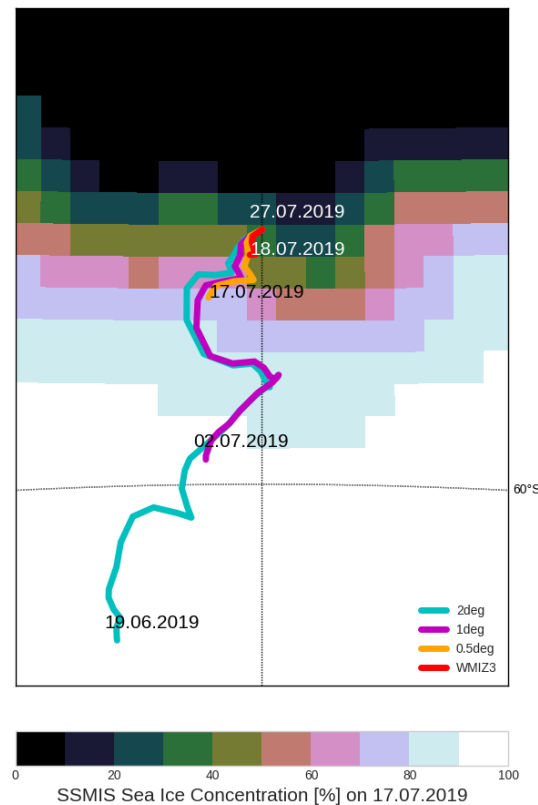 27.07.2019
18.07.2019
17.07.2019
02.07.2019
60°S
19.06.2019
2deg
1deg
0.5deg
WMIZ3
0 20 40 60 80 100
SSMIS Sea Ice Concentration [%] on 17.07.2019